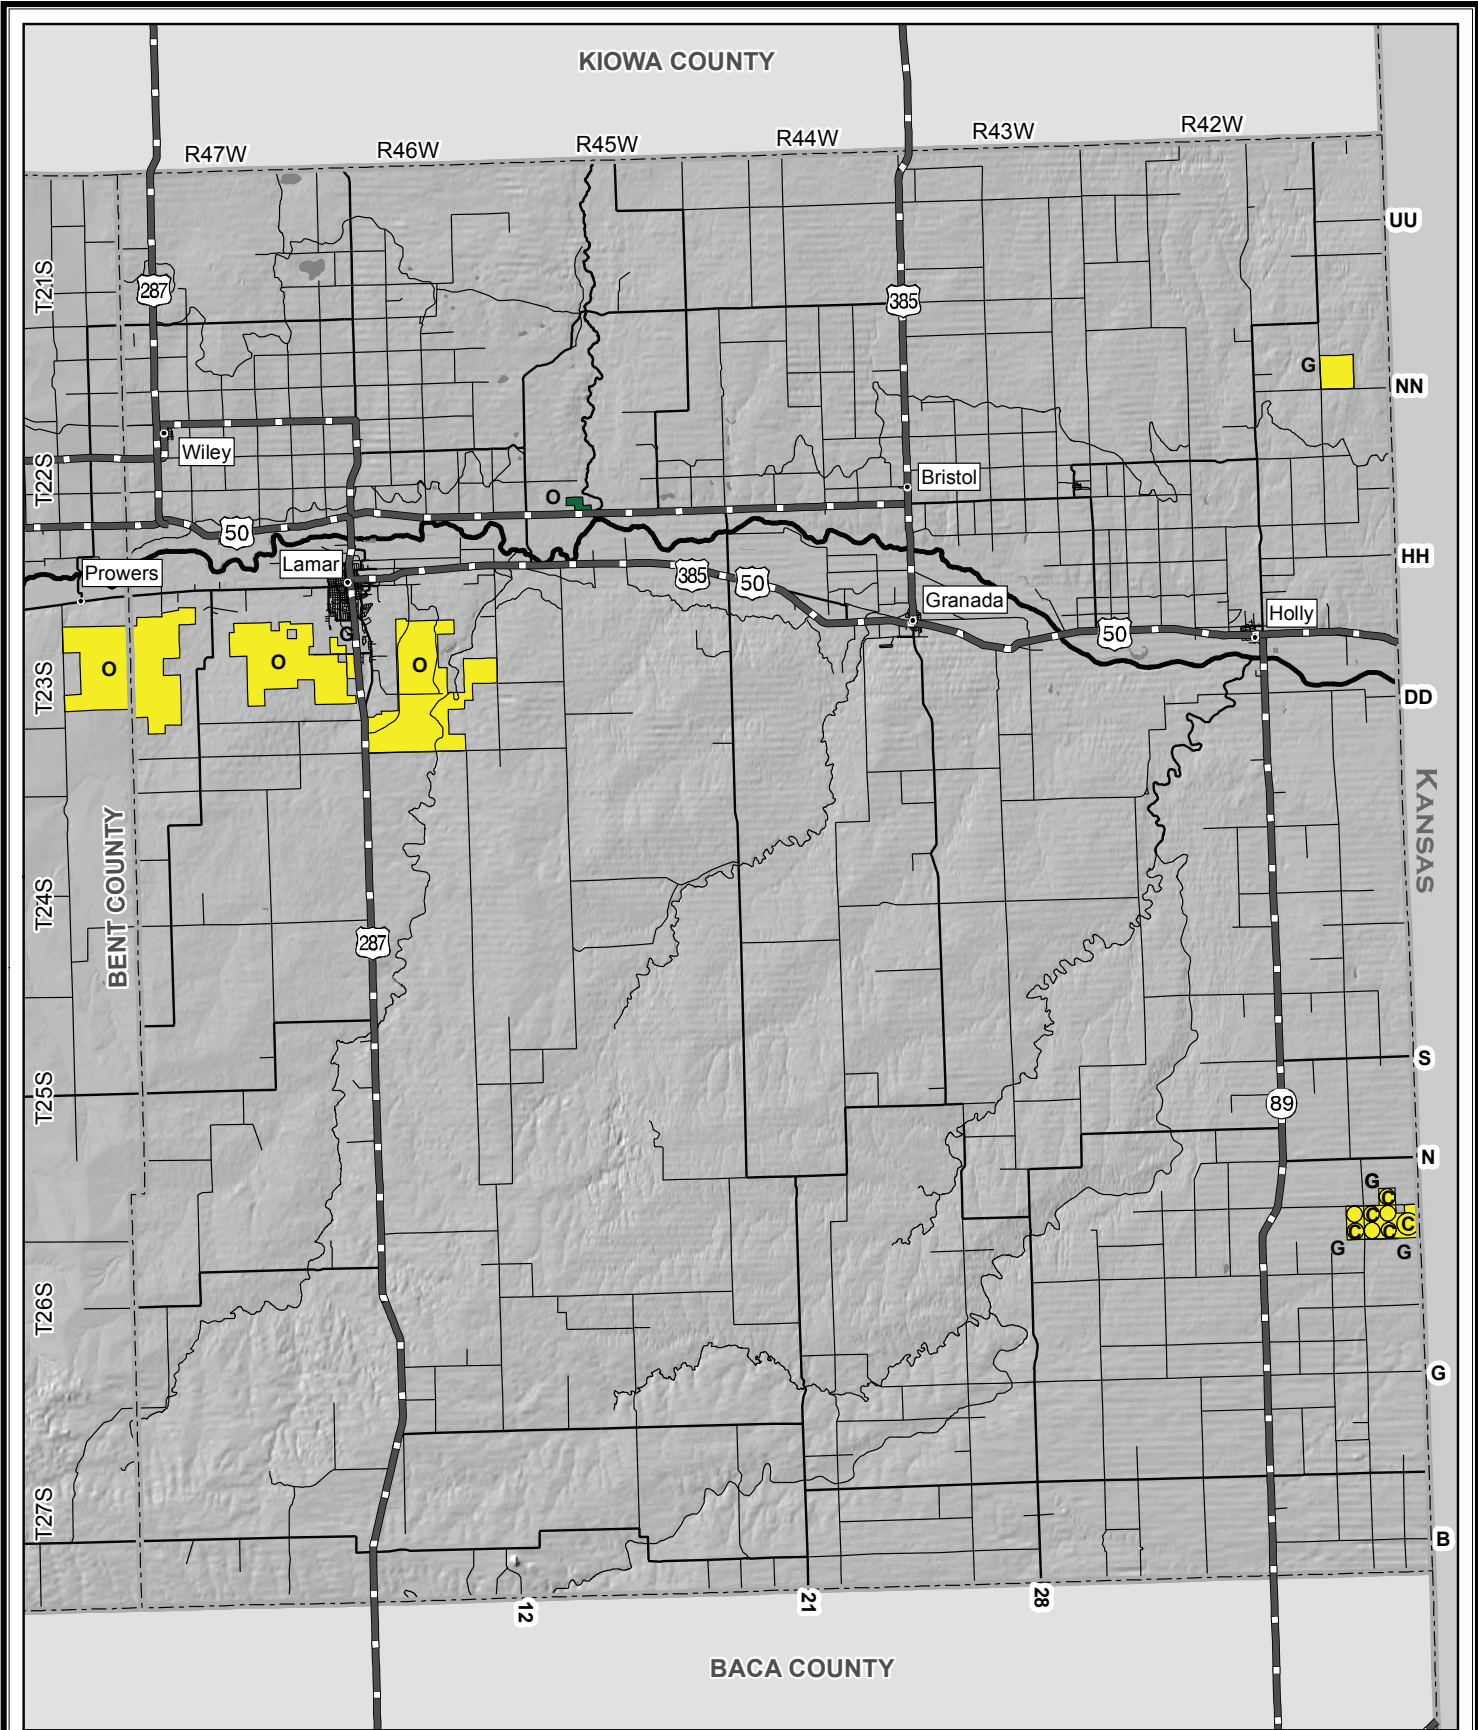 KIOWA COUNTY
R47W
R46W
R45W
R44W
R43W
R42W
UU
T21S
287
385
G
NN
Wiley
T22S
Bristol
O
50
HH
Prowers
Lamar
385
50
Granada
Holly
G
50
O
O
O
T23S
DD
KANSAS
BENT COUNTY
T24S
287
S
T25S
89
N
G
C
C
C
C
C
G
G
T26S
G
T27S
B
12
21
28
BACA COUNTY